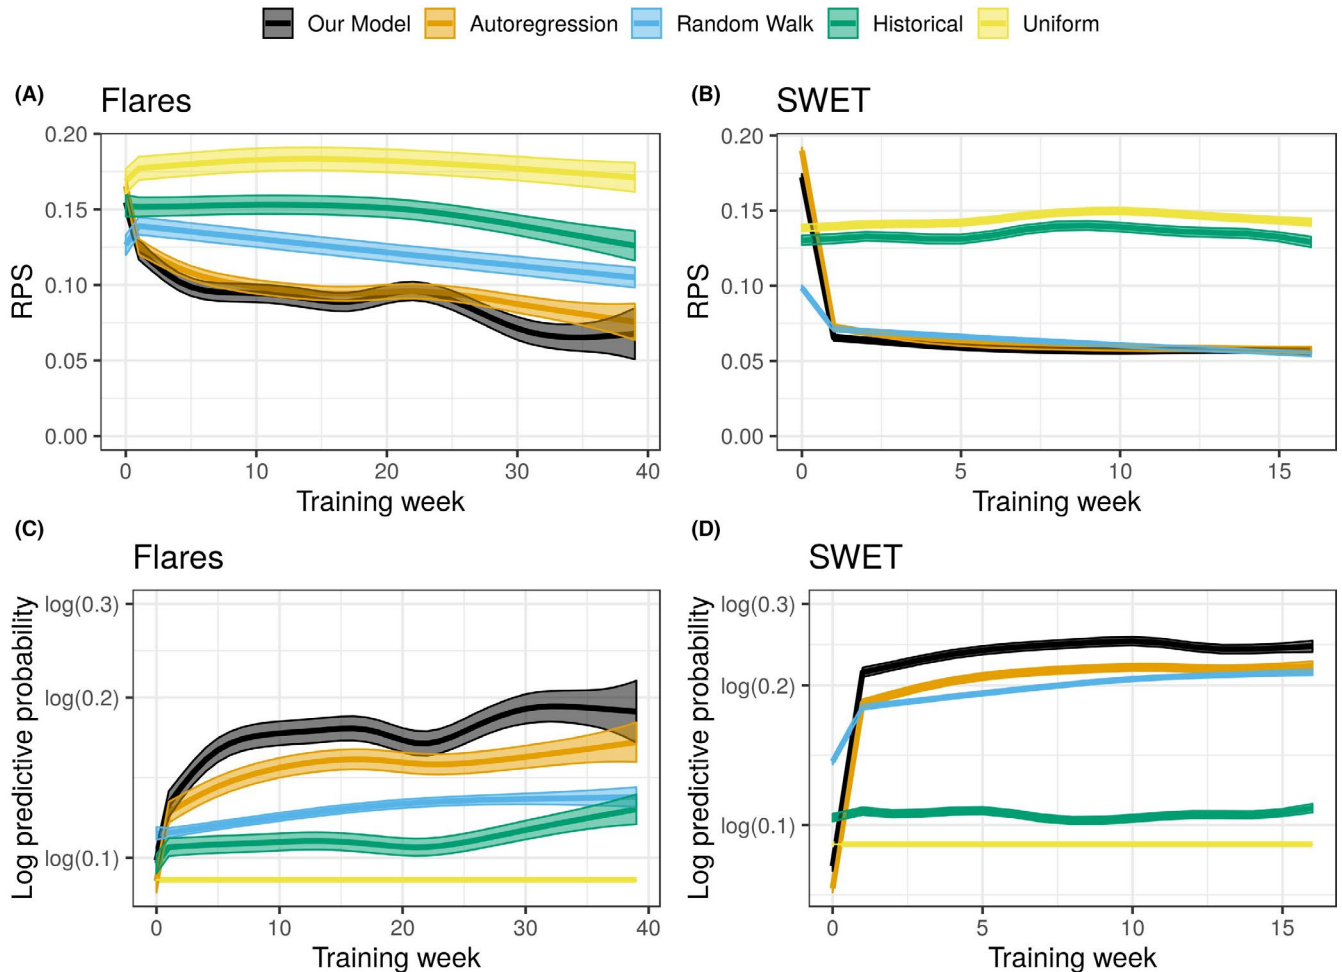 Our Model Autoregression Random Walk Historical Uniform
(A) Flares
0.20
0.15
0.10
0.05
0.00
RPS
0 10 20 30 40
Training week
(B) SWET
0.20
0.15
0.10
0.05
0.00
RPS
0 5 10 15
Training week
(C) Flares
log(0.3)
log(0.2)
log(0.1)
Log predictive probability
0 10 20 30 40
Training week
(D) SWET
log(0.3)
log(0.2)
log(0.1)
Log predictive probability
0 5 10 15
Training week